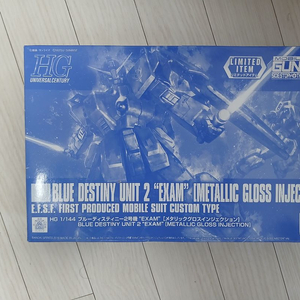 HG
UNIVERSAL CENTURY
LIMITED
ITEM
GUN
BLUE DESTINY UNIT 2 "EXAM" [METALLIC GLOSS INJEC
E.F.S.F. FIRST PRODUCED MOBILE SUIT CUSTOM TYPE
HG 1/144 ブルーディスティニー2号機 "EXAM" [メタリックグロスインジェクション]
BLUE DESTINY UNIT 2 "EXAM" [METALLIC GLOSS INJECTION]